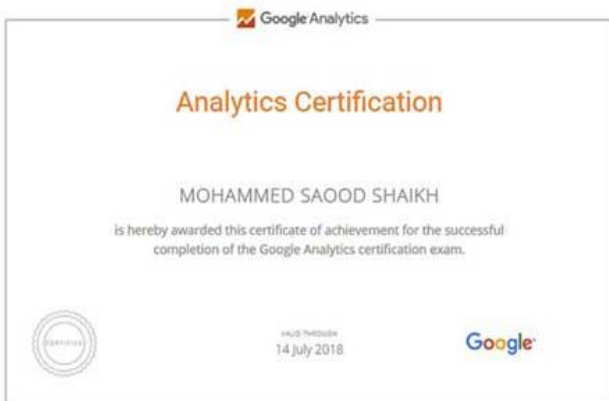 Google Analytics
Analytics Certification
MOHAMMED SAOOD SHAIKH
is hereby awarded this certificate of achievement for the successful
completion of the Google Analytics certification exam.
CERTIFIED
VALID THROUGH
14 July 2018
Google